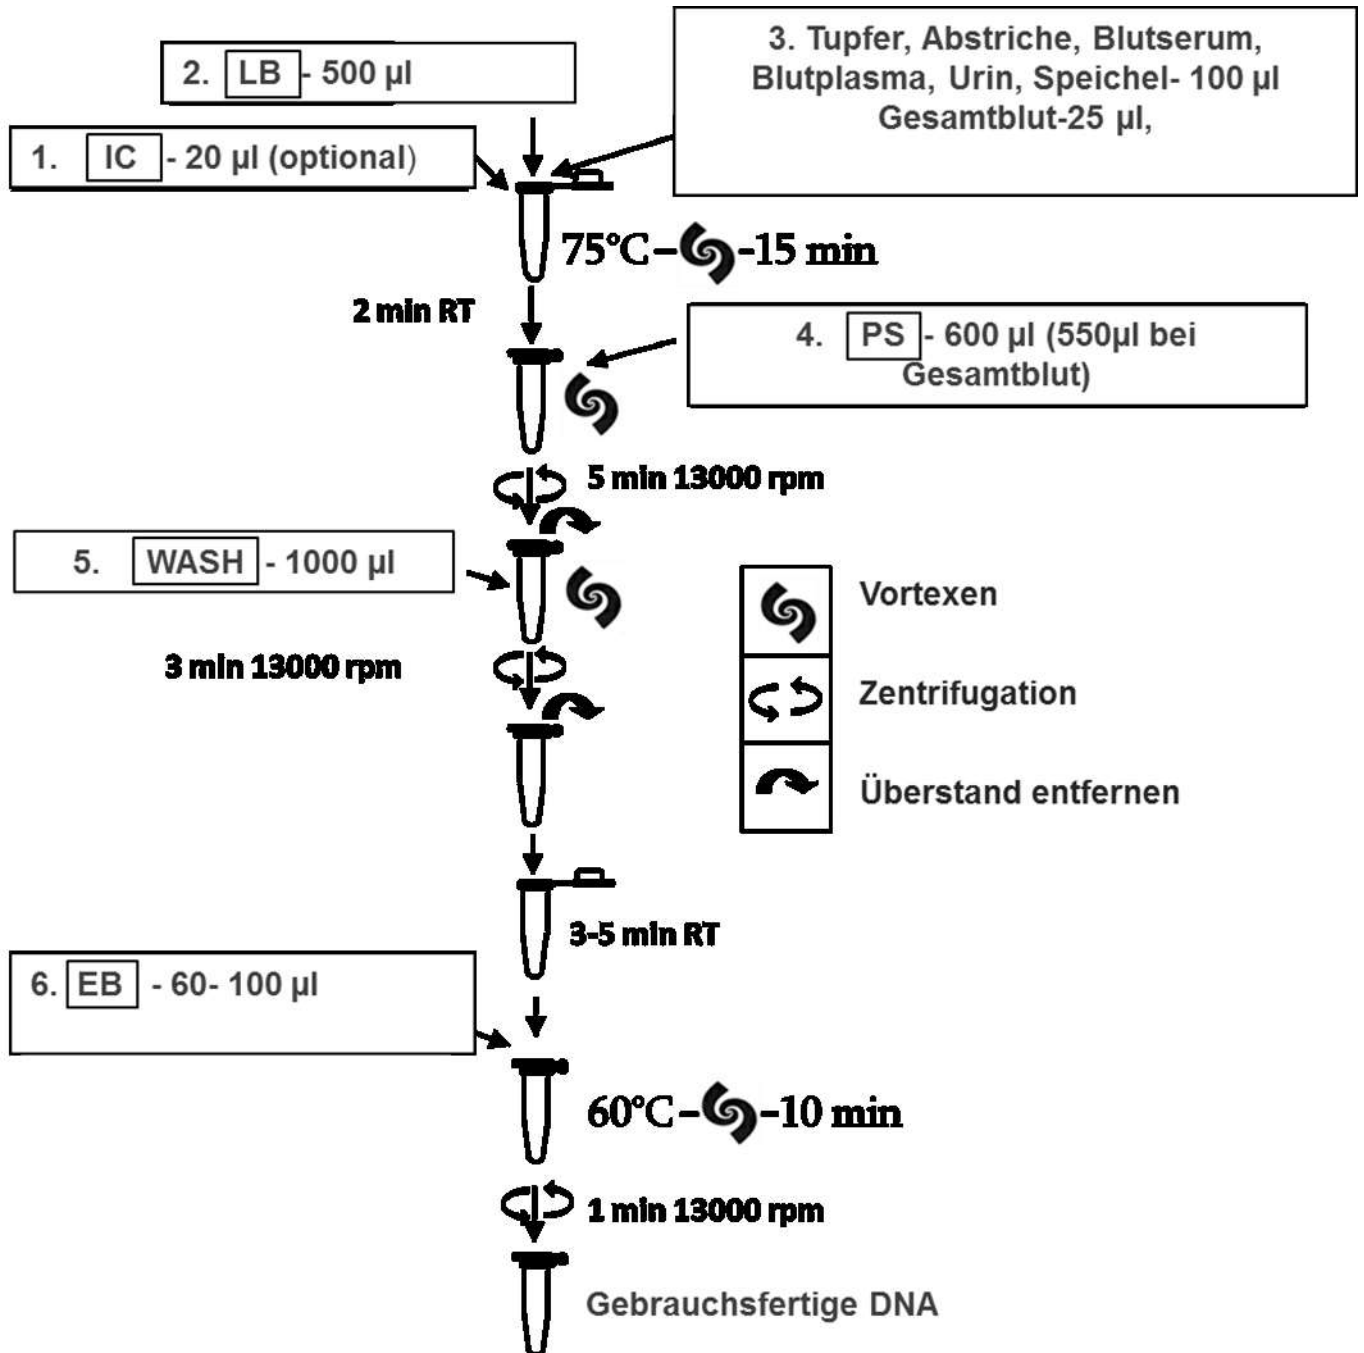 2. LB - 500 µl
3. Tupfer, Abstriche, Blutserum,
Blutplasma, Urin, Speichel- 100 µl
Gesamtblut-25 µl,
1. IC - 20 µl (optional)
75°C – -15 min
2 min RT
4. PS - 600 µl (550µl bei
Gesamtblut)
5 min 13000 rpm
5. WASH - 1000 µl
Vortexen
3 min 13000 rpm
Zentrifugation
Überstand entfernen
3-5 min RT
6. EB - 60- 100 µl
60°C – –10 min
1 min 13000 rpm
Gebrauchsfertige DNA